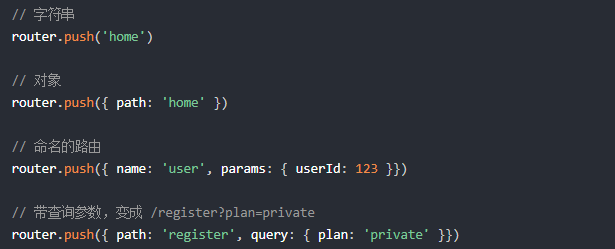 // 字符串
router.push('home')
// 对象
router.push({ path: 'home' })
// 命名的路由
router.push({ name: 'user', params: { userId: 123 }})
// 带查询参数，变成 /register?plan=private
router.push({ path: 'register', query: { plan: 'private' }})